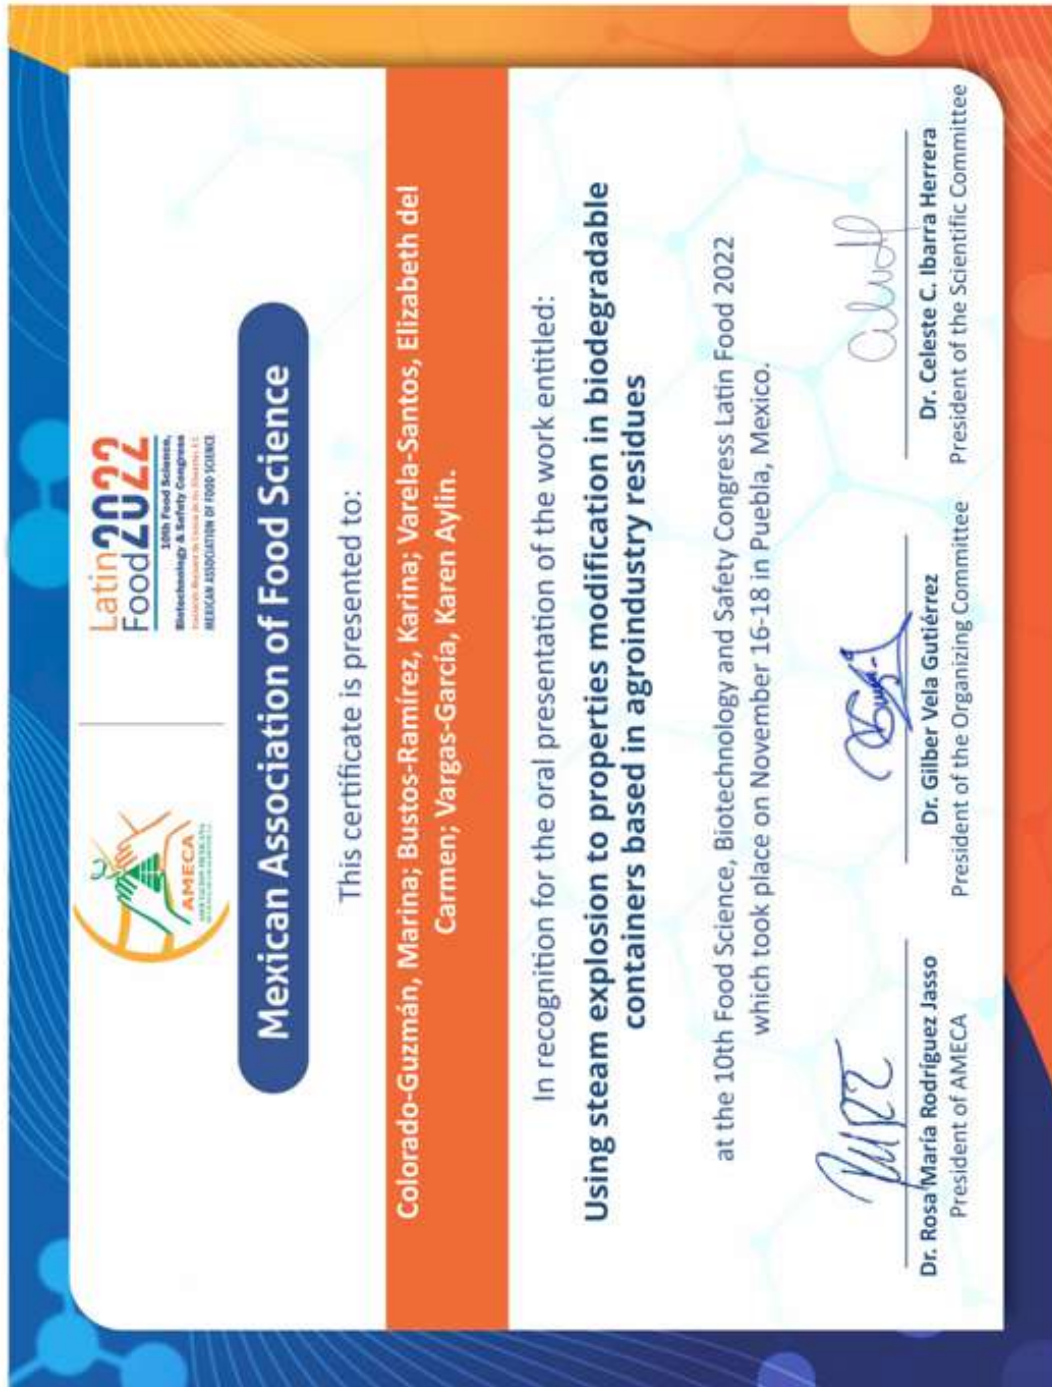 AMECA
Latin
Food2022
10th Food Science,
Biotechnology & Safety Congress
MEXICAN ASSOCIATION OF FOOD SCIENCE
Mexican Association of Food Science
This certificate is presented to:
Colorado-Guzmán, Marina; Bustos-Ramírez, Karina; Varela-Santos, Elizabeth del
Carmen; Vargas-García, Karen Aylin.
In recognition for the oral presentation of the work entitled:
Using steam explosion to properties modification in biodegradable
containers based in agroindustry residues
at the 10th Food Science, Biotechnology and Safety Congress Latin Food 2022
which took place on November 16-18 in Puebla, Mexico.
Dr. Rosa María Rodríguez Jasso
President of AMECA
Dr. Gilber Vela Gutiérrez
President of the Organizing Committee
Dr. Celeste C. Ibarra Herrera
President of the Scientific Committee